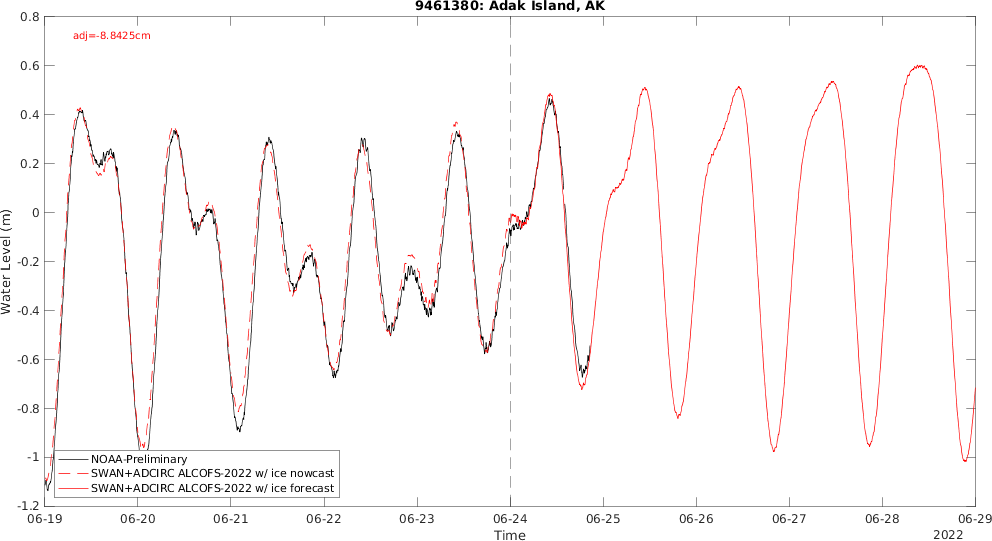 9461380: Adak Island, AK
adj=-8.8425cm
0.8
0.6
0.4
0.2
0
-0.2
-0.4
-0.6
-0.8
-1
-1.2
Water Level (m)
NOAA-Preliminary
SWAN+ADCIRC ALCOFS-2022 w/ ice nowcast
SWAN+ADCIRC ALCOFS-2022 w/ ice forecast
06-19 06-20 06-21 06-22 06-23 06-24 06-25 06-26 06-27 06-28 06-29
Time
2022